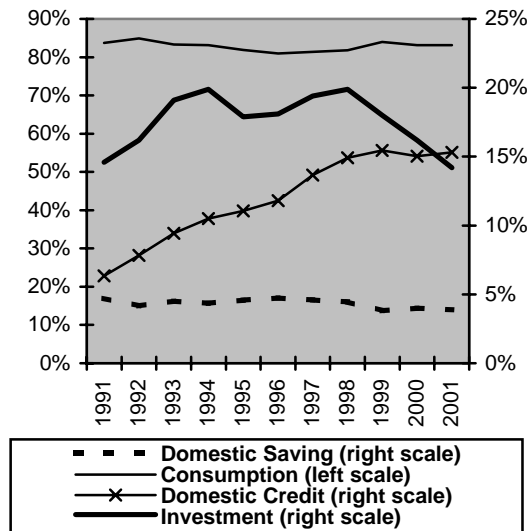 90% 25%
80%
70% 20%
60%
50% 15%
40% 10%
30%
20% 5%
10%
0% 0%
1991 1992 1993 1994 1995 1996 1997 1998 1999 2000 2001
Domestic Saving (right scale)
Consumption (left scale)
Domestic Credit (right scale)
Investment (right scale)